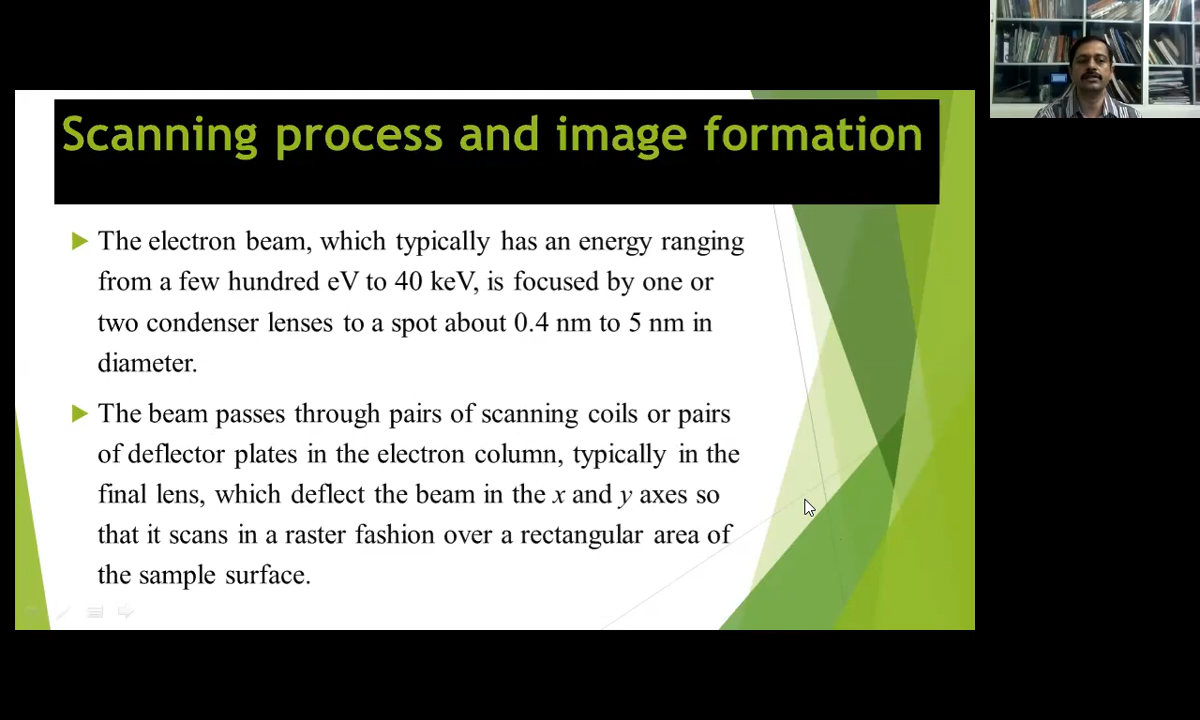 Scanning process and image formation
The electron beam, which typically has an energy ranging
from a few hundred eV to 40 keV, is focused by one or
two condenser lenses to a spot about 0.4 nm to 5 nm in
diameter.
The beam passes through pairs of scanning coils or pairs
of deflector plates in the electron column, typically in the
final lens, which deflect the beam in the x and y axes so
that it scans in a raster fashion over a rectangular area of
the sample surface.